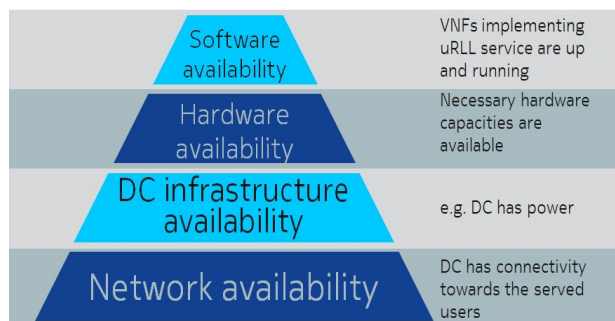 Software
availability
VNFs implementing
uRLL service are up
and running
Hardware
availability
Necessary hardware
capacities are
available
DC infrastructure
availability
e.g. DC has power
Network availability
DC has connectivity
towards the served
users